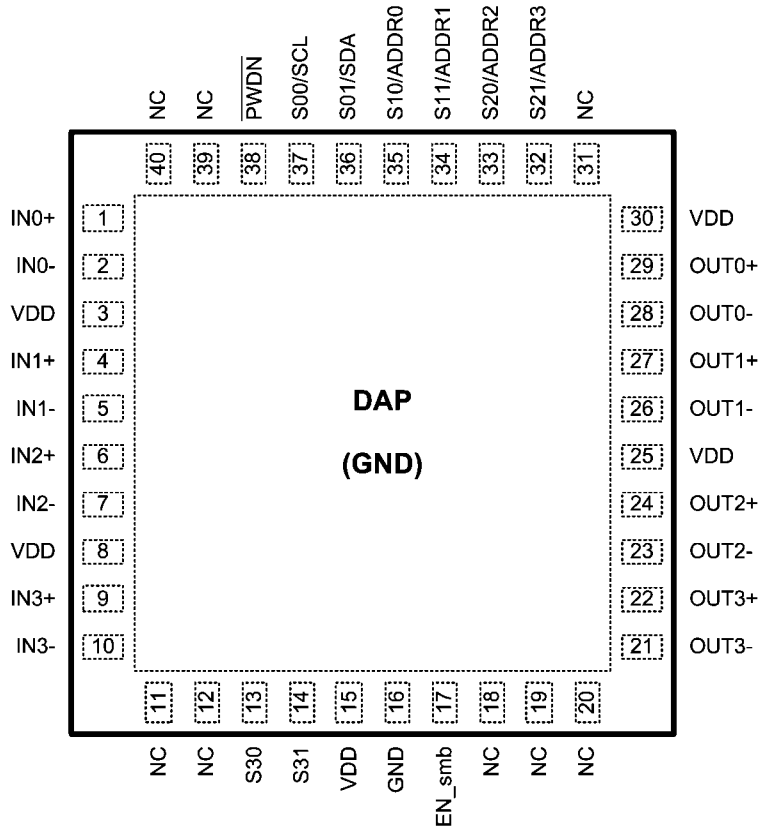 NC
NC
PWDN
S00/SCL
S01/SDA
S10/ADDR0
S11/ADDR1
S20/ADDR2
S21/ADDR3
NC
40
39
38
37
36
35
34
33
32
31
IN0+ 1
30 VDD
IN0- 2
29 OUT0+
VDD 3
28 OUT0-
IN1+ 4
27 OUT1+
IN1- 5
26 OUT1-
IN2+ 6
25 VDD
IN2- 7
24 OUT2+
VDD 8
23 OUT2-
IN3+ 9
22 OUT3+
IN3- 10
21 OUT3-
DAP
(GND)
11
12
13
14
15
16
17
18
19
20
NC
NC
S30
S31
VDD
GND
EN_smb
NC
NC
NC